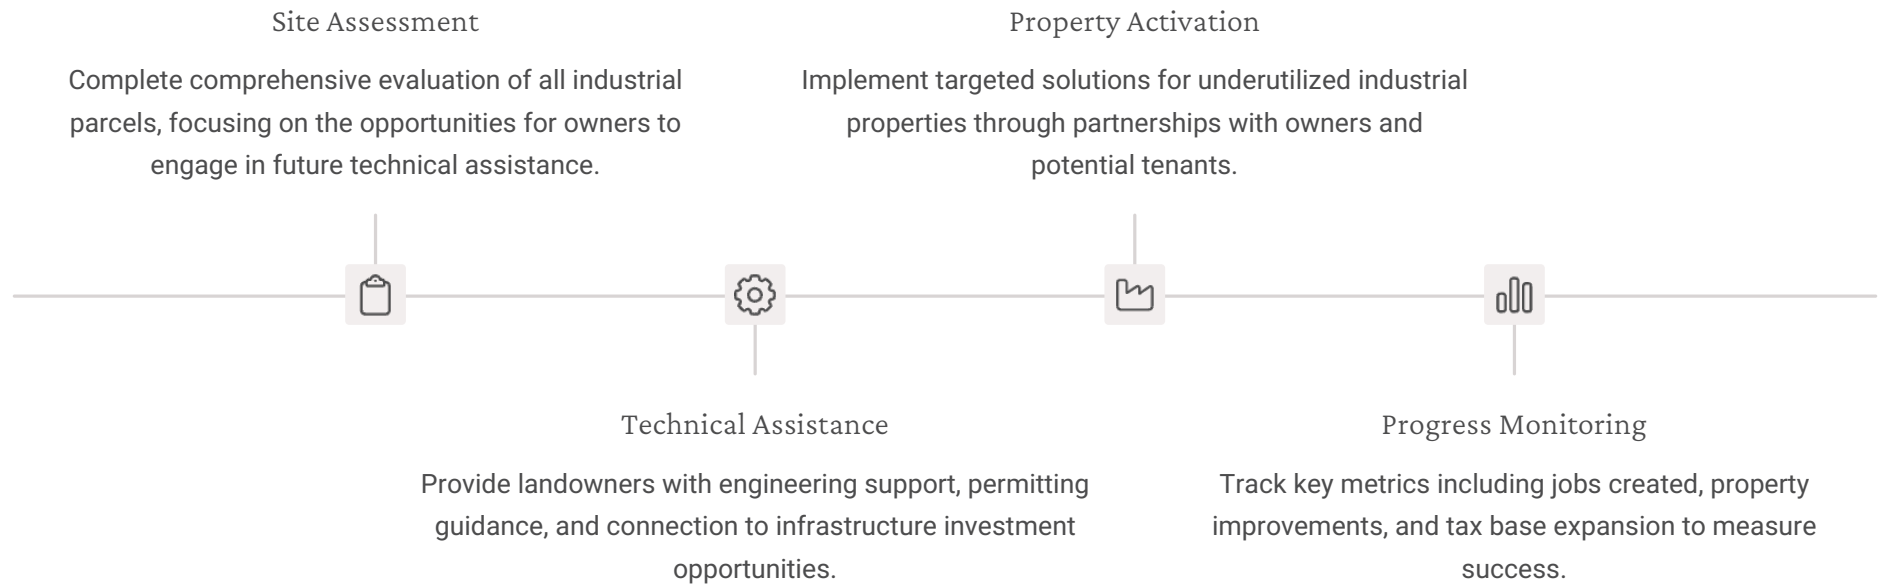 Site Assessment
Complete comprehensive evaluation of all industrial
parcels, focusing on the opportunities for owners to
engage in future technical assistance.
Technical Assistance
Provide landowners with engineering support, permitting
guidance, and connection to infrastructure investment
opportunities.
Property Activation
Implement targeted solutions for underutilized industrial
properties through partnerships with owners and
potential tenants.
Progress Monitoring
Track key metrics including jobs created, property
improvements, and tax base expansion to measure
success.